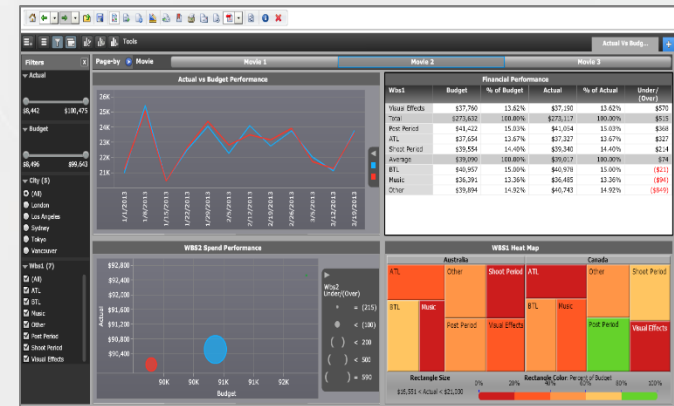 Tools
Actual Vs Budg...
Filters
Page-by Movie
Movie 1
Movie 2
Movie 3
Actual
$8,442 $180,475
Budget
$8,496 $99,643
City (5)
(All)
London
Los Angeles
Sydney
Tokyo
Vancouver
Wbs1 (7)
(All)
ATL
BTL
Music
Other
Post Period
Shoot Period
Visual Effects
Actual vs Budget Performance
26K
25K
24K
23K
22K
21K
1/1/2013
1/8/2013
1/15/2013
1/22/2013
1/29/2013
2/5/2013
2/12/2013
2/19/2013
2/26/2013
3/5/2013
3/12/2013
3/19/2013
Financial Performance
Wbs1 Budget % of Budget Actual % of Actual Under/(Over)
Visual Effects $37,760 13.62% $37,190 13.62% $570
Total $273,632 100.00% $273,117 100.00% $515
Post Period $41,422 15.03% $41,054 15.03% $368
ATL $37,654 13.67% $37,327 13.67% $327
Shoot Period $39,554 14.40% $39,340 14.40% $214
Average $39,090 100.00% $39,017 100.00% $74
BTL $40,957 15.00% $40,978 15.00% ($21)
Music $36,391 13.36% $36,485 13.36% ($94)
Other $39,894 14.92% $40,743 14.92% ($849)
WBS2 Spend Performance
Actual
$92,800
$92,400
$92,000
$91,600
$91,200
$90,800
$90,400
90K 90K 91K 92K
Budget
Wbs2
Under/(Over)
= (215)
< (100)
< 200
< 500
= 590
WBS1 Heat Map
Australia Canada
ATL Other Shoot Period ATL Other Shoot Period
BTL Music Post Period Visual Effects BTL Music Post Period Visual Effects
Rectangle Size
Rectangle Color: Percent of Budget
0% 20% 40% 60% 80% 100%